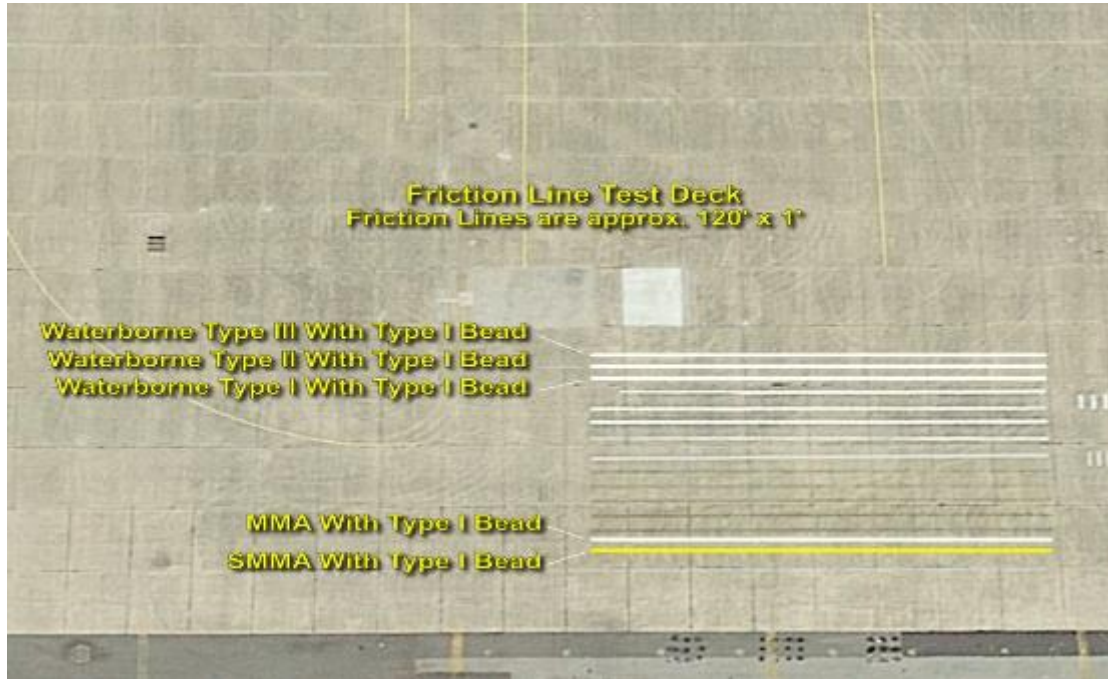 Friction Line Test Deck
Friction Lines are approx. 120' x 1'
Waterborne Type III With Type I Bead
Waterborne Type II With Type I Bead
Waterborne Type I With Type I Bead
MMA With Type I Bead
SMMA With Type I Bead